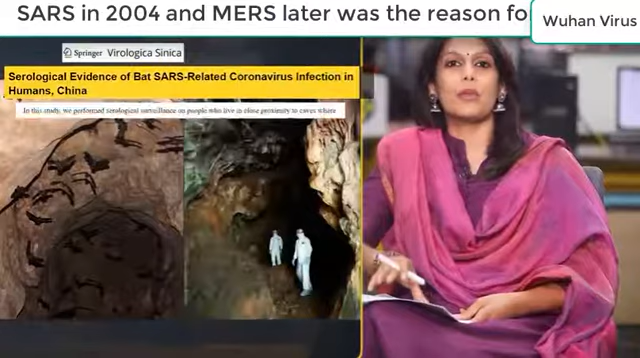 SARS in 2004 and MERS later was the reason fo
Wuhan Virus
Springer Virologica Sinica
Serological Evidence of Bat SARS-Related Coronavirus Infection in
Humans, China
In this study, we performed serological surveillance on people who live in close proximity to caves where